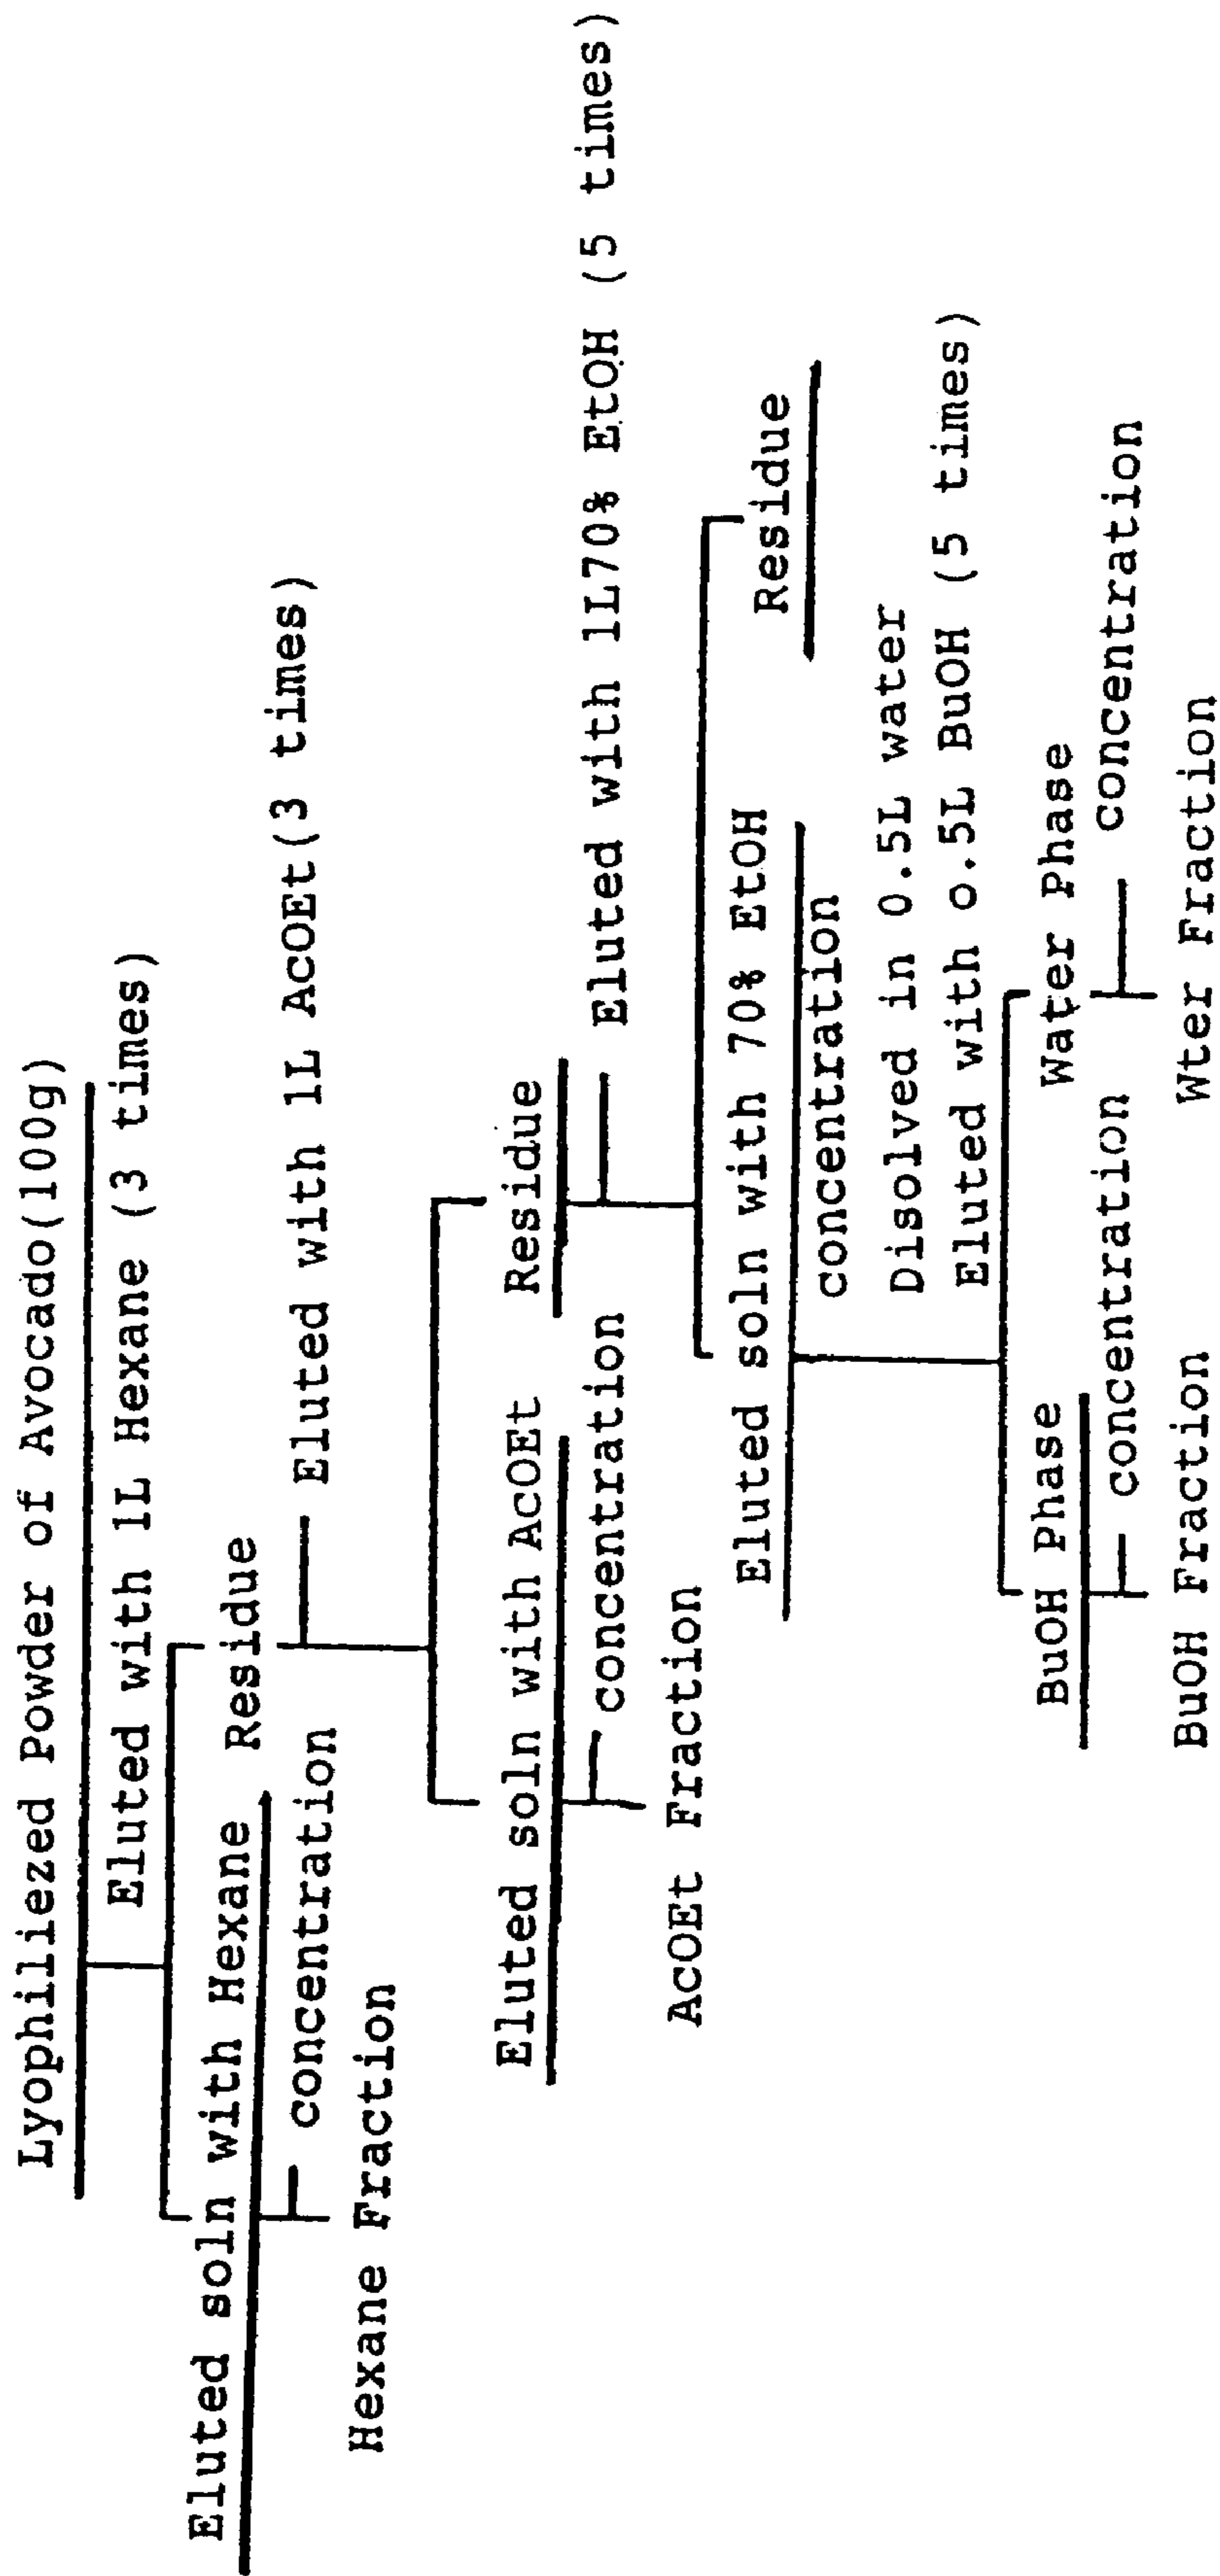 Lyophiliezed Powder of Avocado(100g)
Eluted with 1L Hexane (3 times)
Eluted soln with Hexane
Residue
concentration
Eluted with 1L AcOEt(3 times)
Hexane Fraction
Eluted soln with AcOEt
Residue
concentration
Eluted with 1L70% EtOH (5 times)
AcOEt Fraction
Eluted soln with 70% EtOH
Residue
concentration
Disolved in 0.5L water
Eluted with o.5L BuOH (5 times)
BuOH Phase
Water Phase
concentration
concentration
BuOH Fraction
Wter Fraction